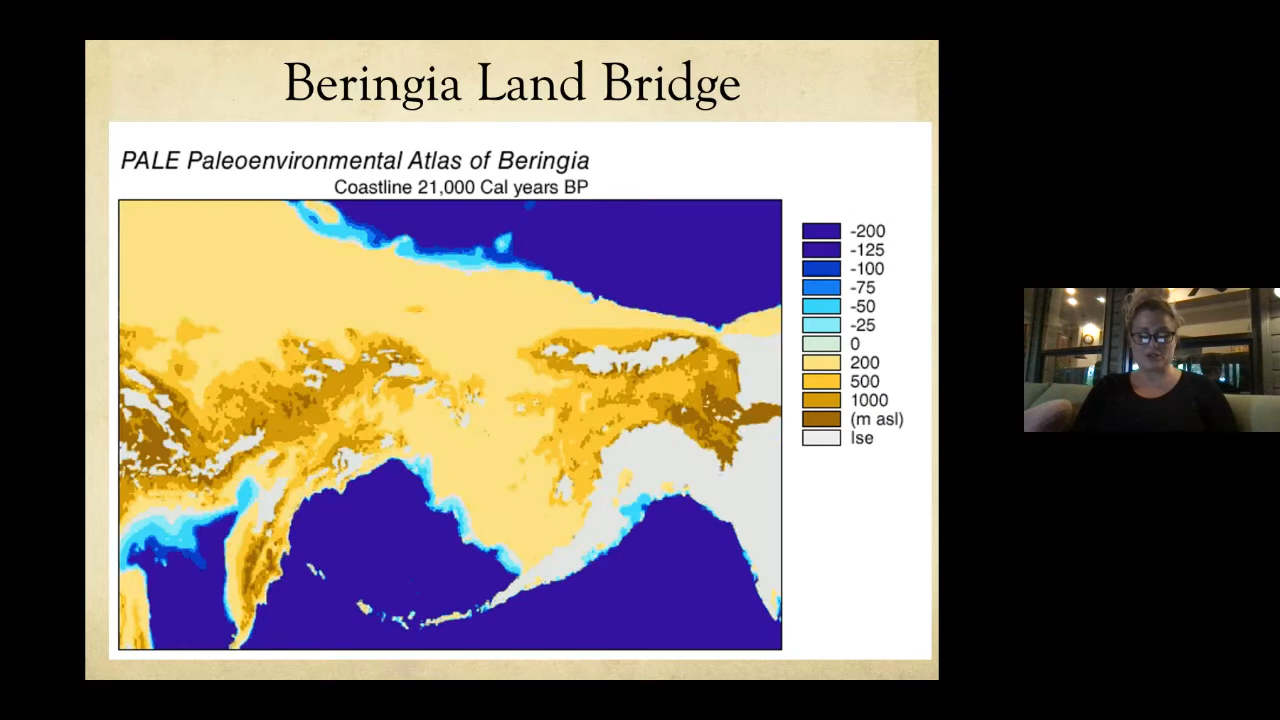 Beringia Land Bridge
PALE Paleoenvironmental Atlas of Beringia
Coastline 21,000 Cal years BP
-200
-125
-100
-75
-50
-25
0
200
500
1000
(m asl)
Ise